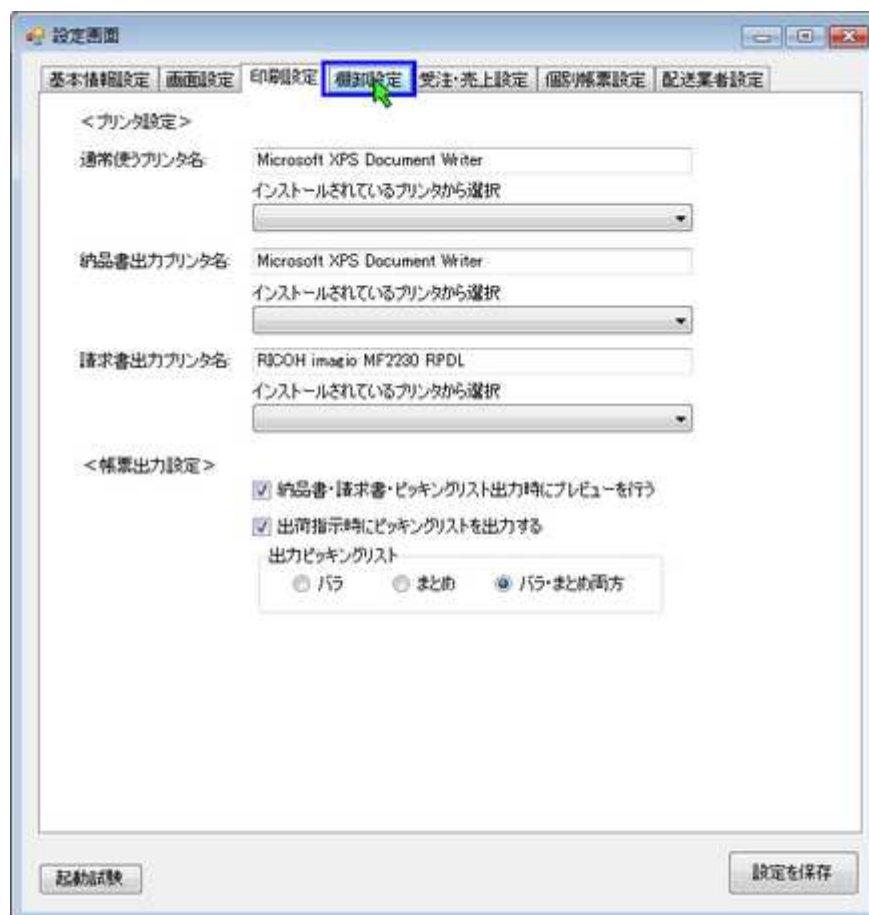 設定画面
基本情報設定 画面設定 印刷設定 棚卸設定 受注・売上設定 個別帳票設定 配送業者設定
<プリンタ設定>
通常使うプリンタ名 Microsoft XPS Document Writer
インストールされているプリンタから選択
納品書出力プリンタ名 Microsoft XPS Document Writer
インストールされているプリンタから選択
請求書出力プリンタ名 RICOH imagio MF2230 RPDL
インストールされているプリンタから選択
<帳票出力設定>
納品書・請求書・ピッキングリスト出力時にプレビューを行う
出荷指示時にピッキングリストを出力する
出力ピッキングリスト
バラ まとめ バラ・まとめ両方
起動試験 設定を保存